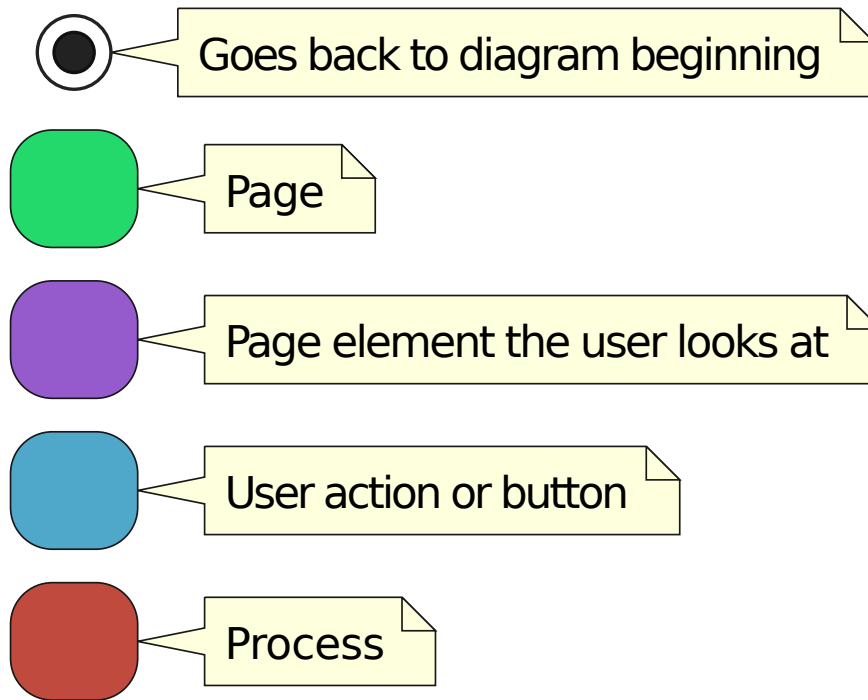 Goes back to diagram beginning
Page
Page element the user looks at
User action or button
Process